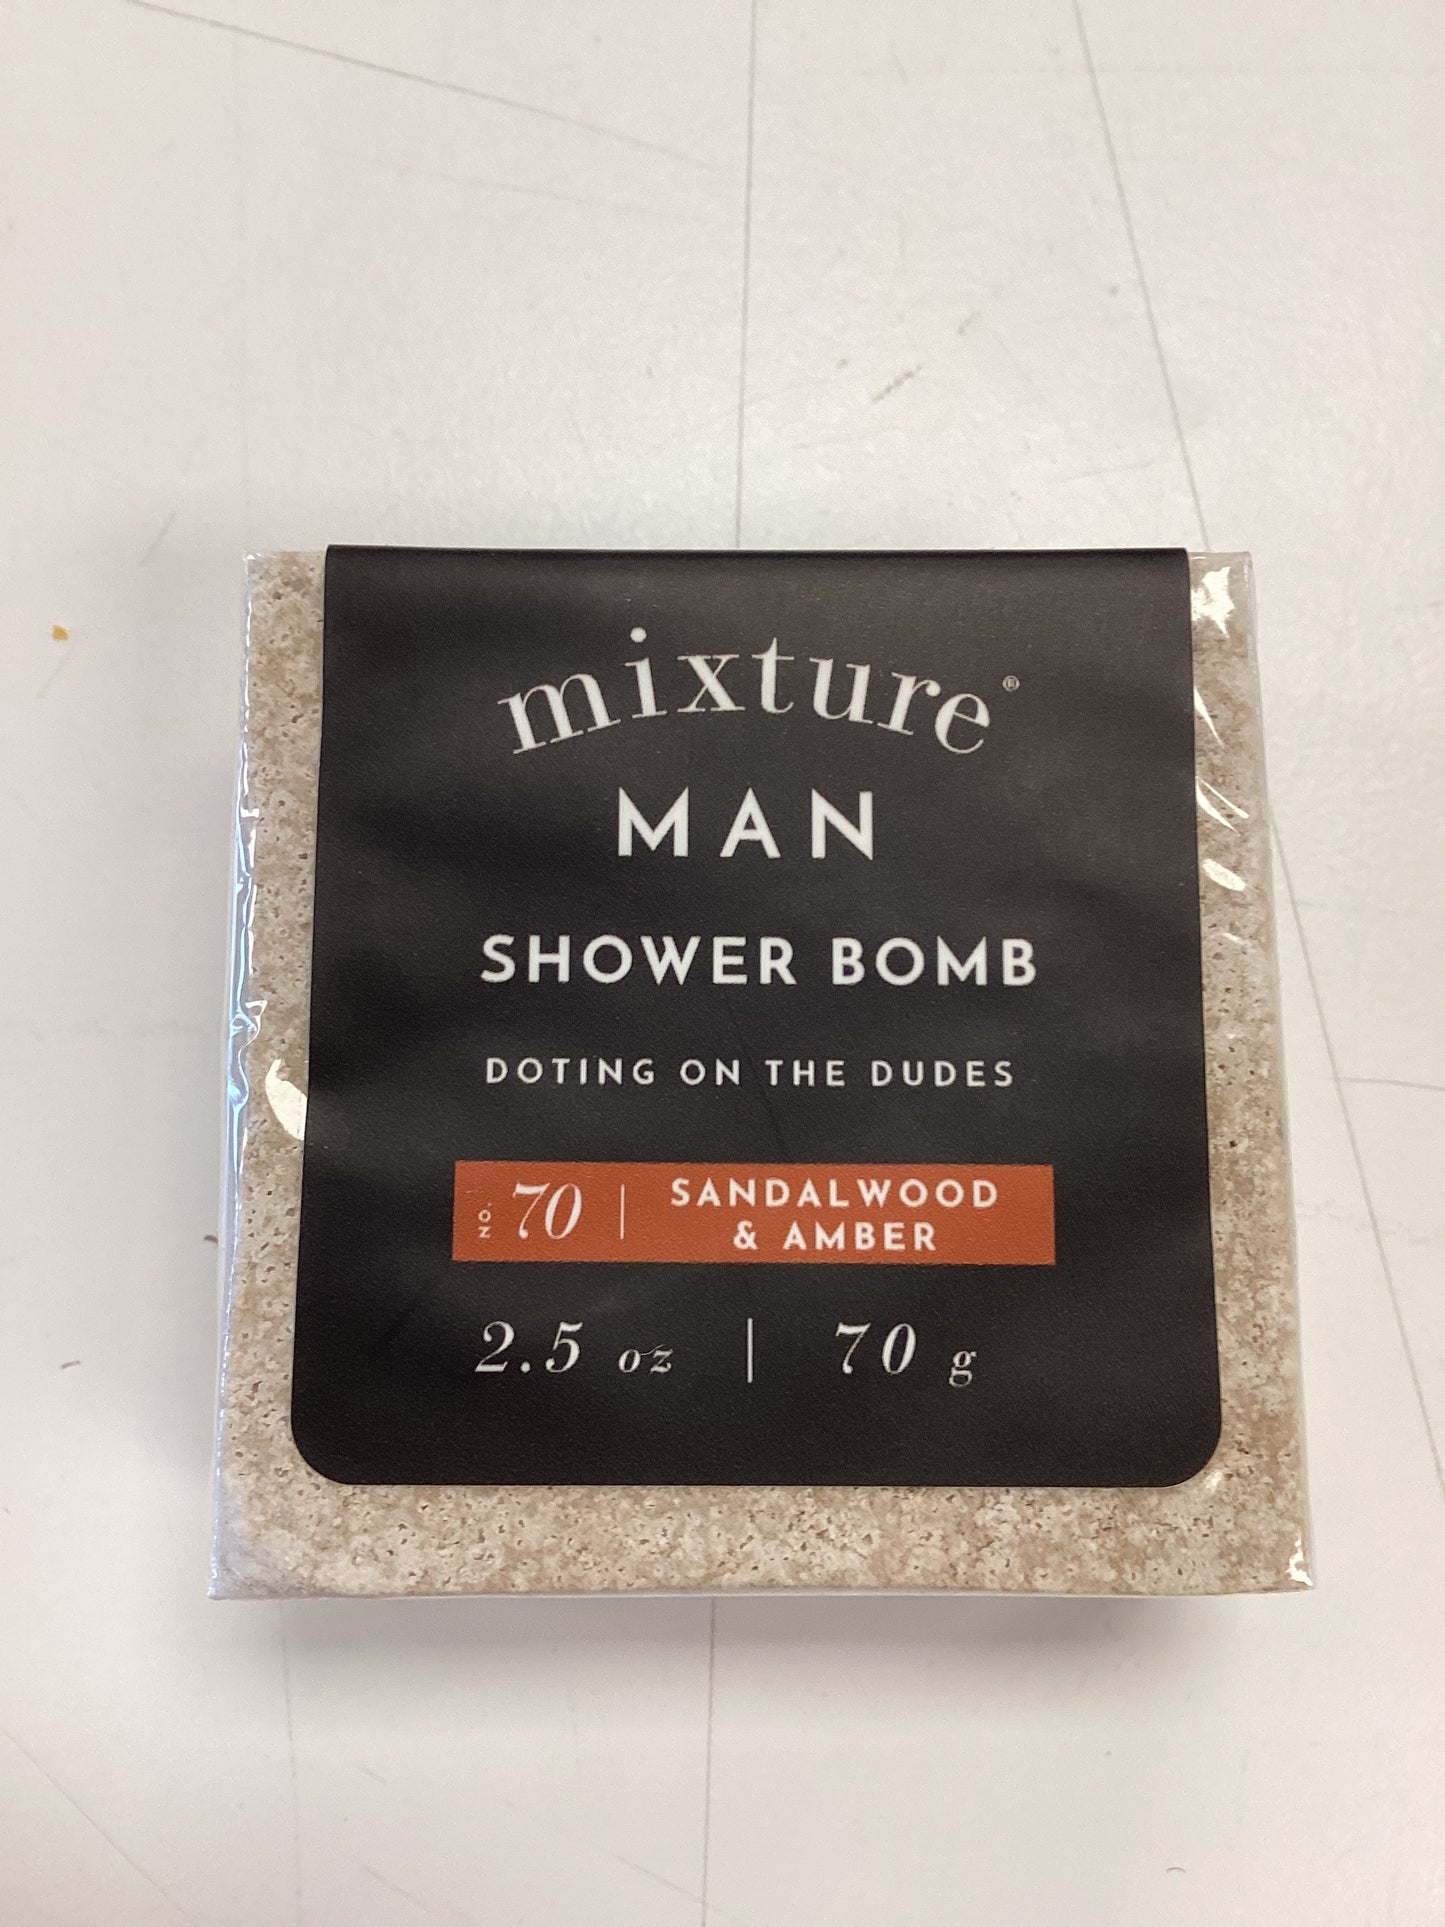 mixture®
MAN
SHOWER BOMB
DOTING ON THE DUDES
NO. 70 | SANDALWOOD
& AMBER
2.5 oz | 70 g